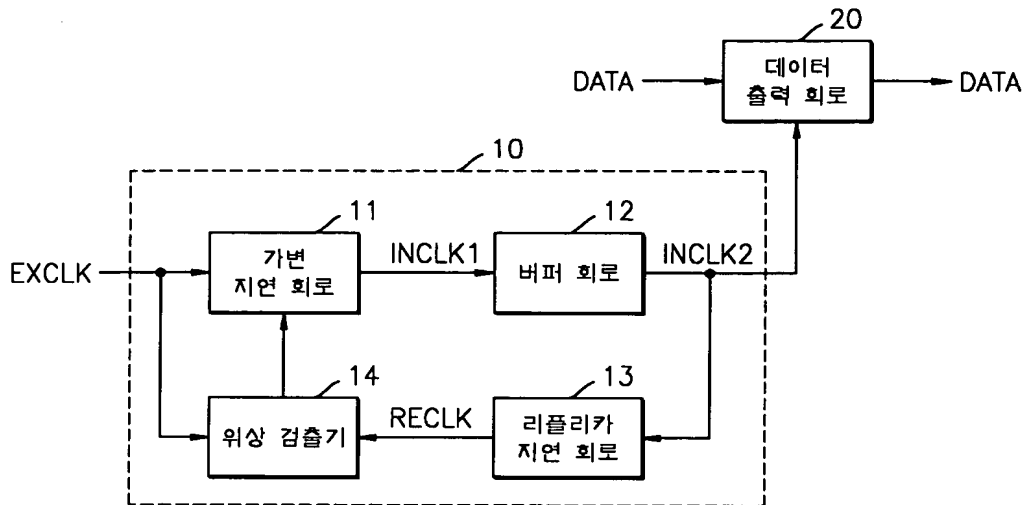 20
DATA
데이터
출력 회로
DATA
10
11
12
EXCLK
가변
지연 회로
INCLK1
버퍼 회로
INCLK2
14
13
위상 검출기
RECLK
리플리카
지연 회로